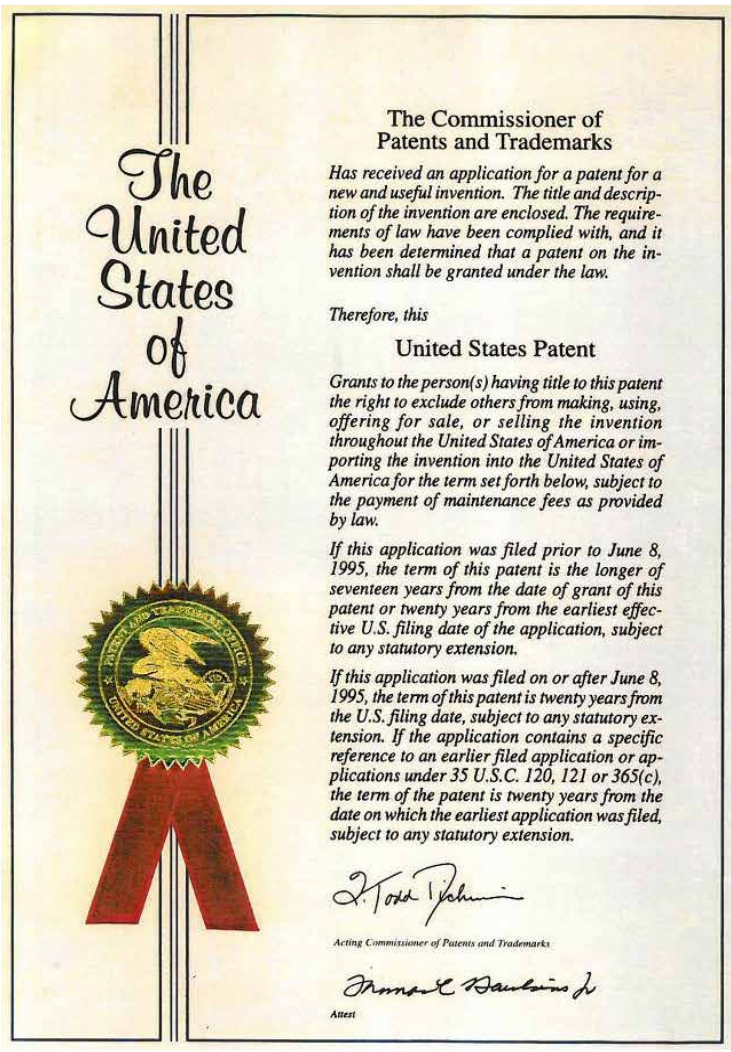 The
United
States
of
America
PATENT AND TRADEMARK OFFICE
UNITED STATES OF AMERICA
The Commissioner of
Patents and Trademarks
Has received an application for a patent for a
new and useful invention. The title and descrip-
tion of the invention are enclosed. The require-
ments of law have been complied with, and it
has been determined that a patent on the in-
vention shall be granted under the law.
Therefore, this
United States Patent
Grants to the person(s) having title to this patent
the right to exclude others from making, using,
offering for sale, or selling the invention
throughout the United States of America or im-
porting the invention into the United States of
America for the term set forth below, subject to
the payment of maintenance fees as provided
by law.
If this application was filed prior to June 8,
1995, the term of this patent is the longer of
seventeen years from the date of grant of this
patent or twenty years from the earliest effec-
tive U.S. filing date of the application, subject
to any statutory extension.
If this application was filed on or after June 8,
1995, the term of this patent is twenty years from
the U.S. filing date, subject to any statutory ex-
tension. If the application contains a specific
reference to an earlier filed application or ap-
plications under 35 U.S.C. 120, 121 or 365(c),
the term of the patent is twenty years from the
date on which the earliest application was filed,
subject to any statutory extension.
Q. Todd
Acting Commissioner of Patents and Trademarks
Attest